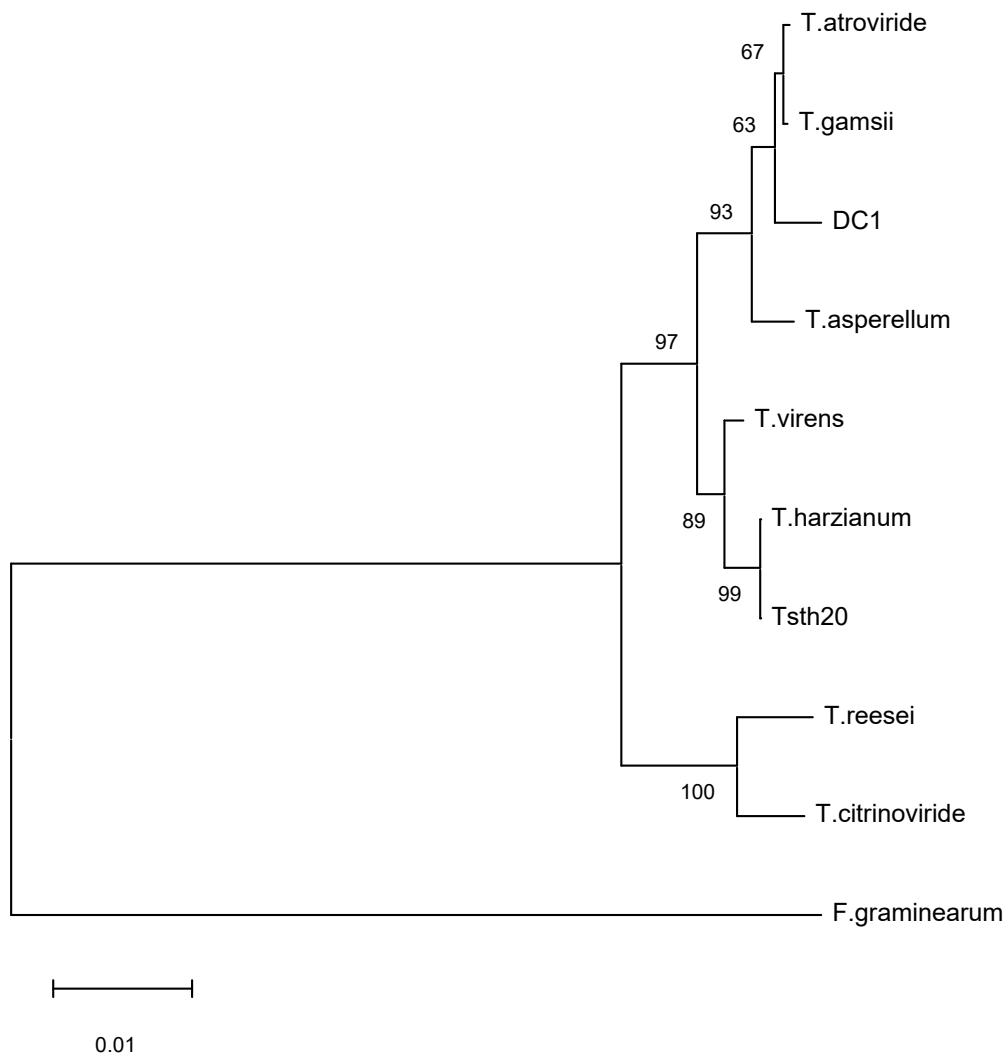 T.atroviride
67
T.gamsii
63
DC1
93
T.asperellum
97
T.virens
89
T.harzianum
99
Tsth20
T.reesei
100
T.citrinoviride
F.graminearum
0.01